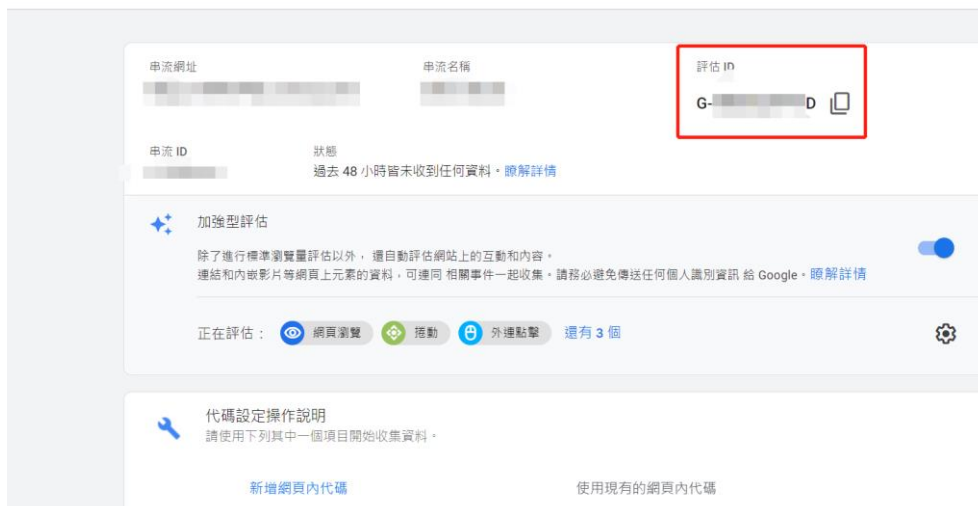 串流網址
串流名稱
評估 ID
G-
D
串流 ID
狀態
過去 48 小時皆未收到任何資料。瞭解詳情
加強型評估
除了進行標準瀏覽量評估以外， 還自動評估網站上的互動和內容。
連結和內嵌影片等網頁上元素的資料，可連同 相關事件一起收集。請務必避免傳送任何個人識別資訊 給 Google。瞭解詳情
正在評估： 網頁瀏覽 捲動 外連點擊 還有 3 個
代碼設定操作說明
請使用下列其中一個項目開始收集資料。
新增網頁內代碼
使用現有的網頁內代碼